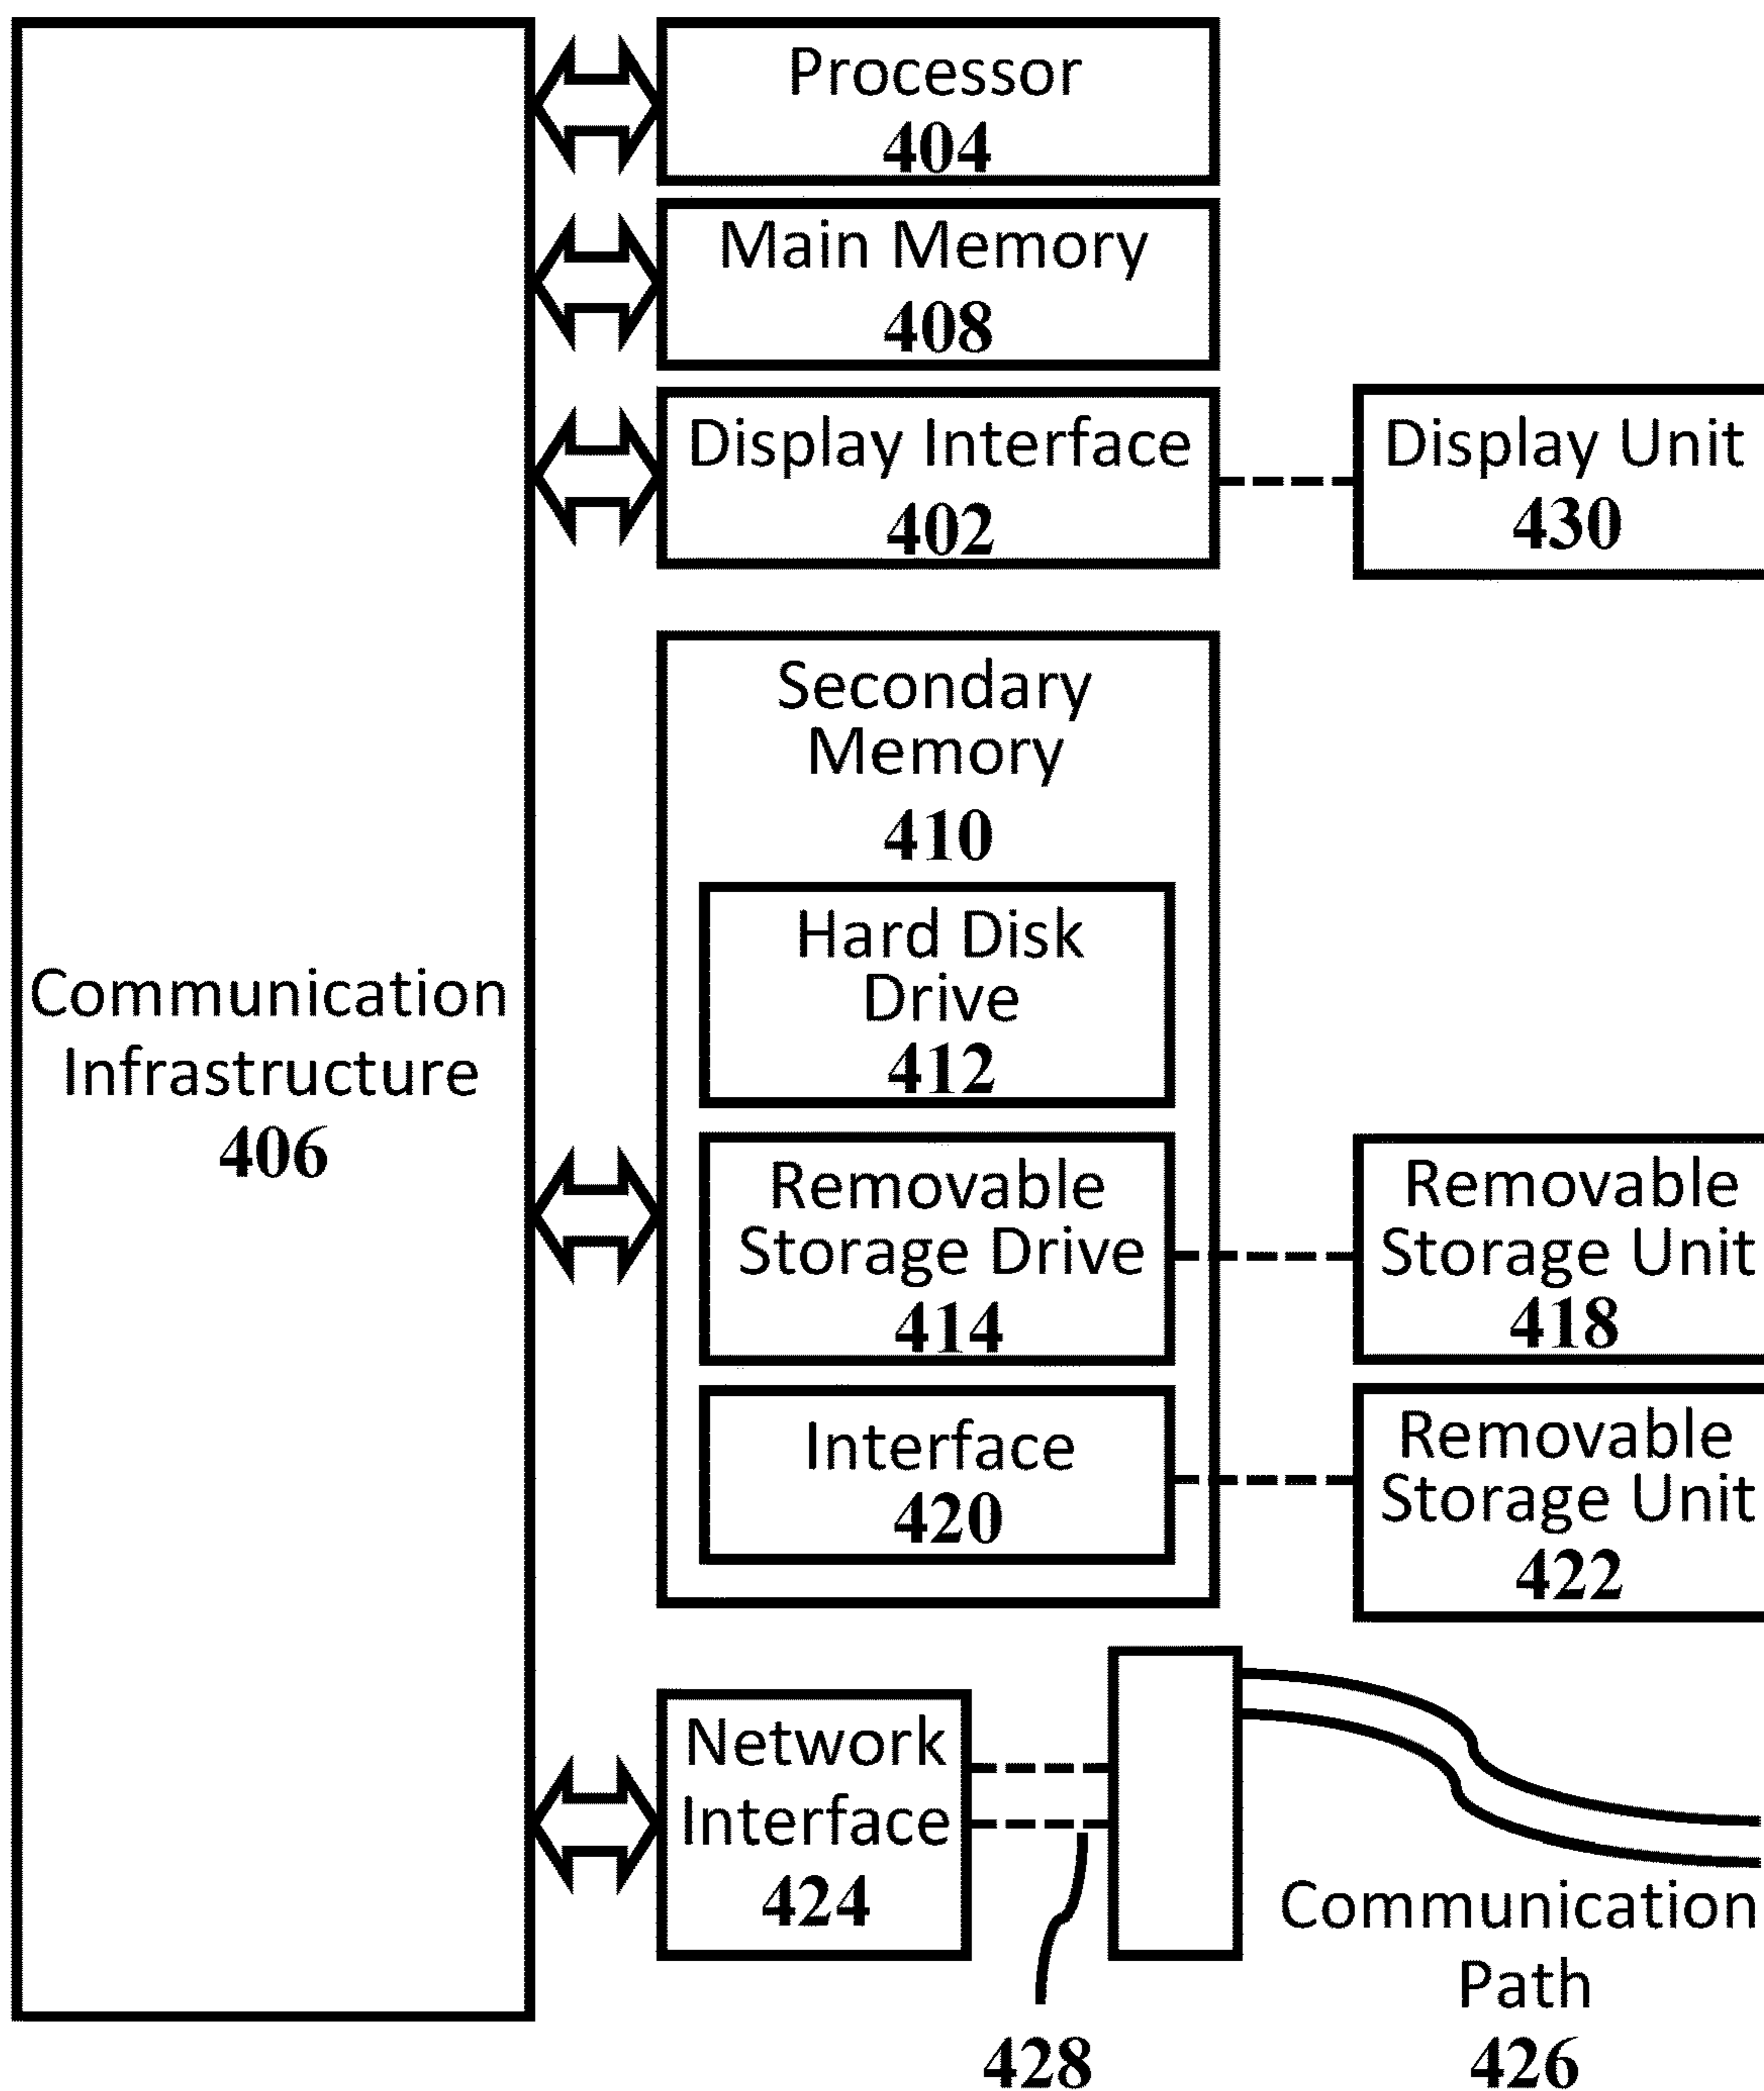 Processor
404
Main Memory
408
Display Interface
402
Display Unit
430
Secondary
Memory
410
Hard Disk
Drive
412
Communication
Infrastructure
406
Removable
Storage Drive
414
Removable
Storage Unit
418
Interface
420
Removable
Storage Unit
422
Network
Interface
424
428
Communication
Path
426